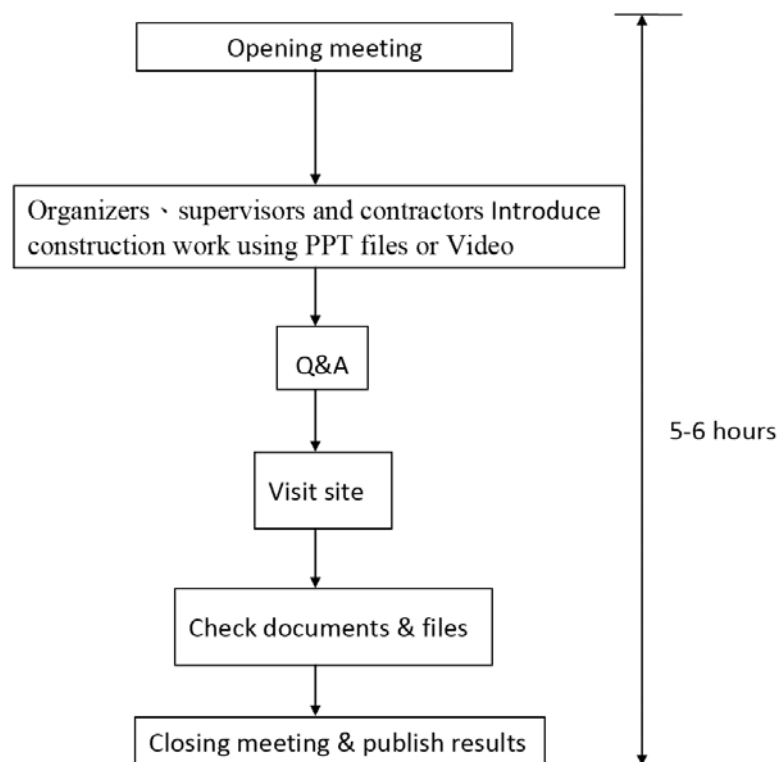 Opening meeting
Organizers、supervisors and contractors Introduce
construction work using PPT files or Video
Q&A
Visit site
5-6 hours
Check documents & files
Closing meeting & publish results